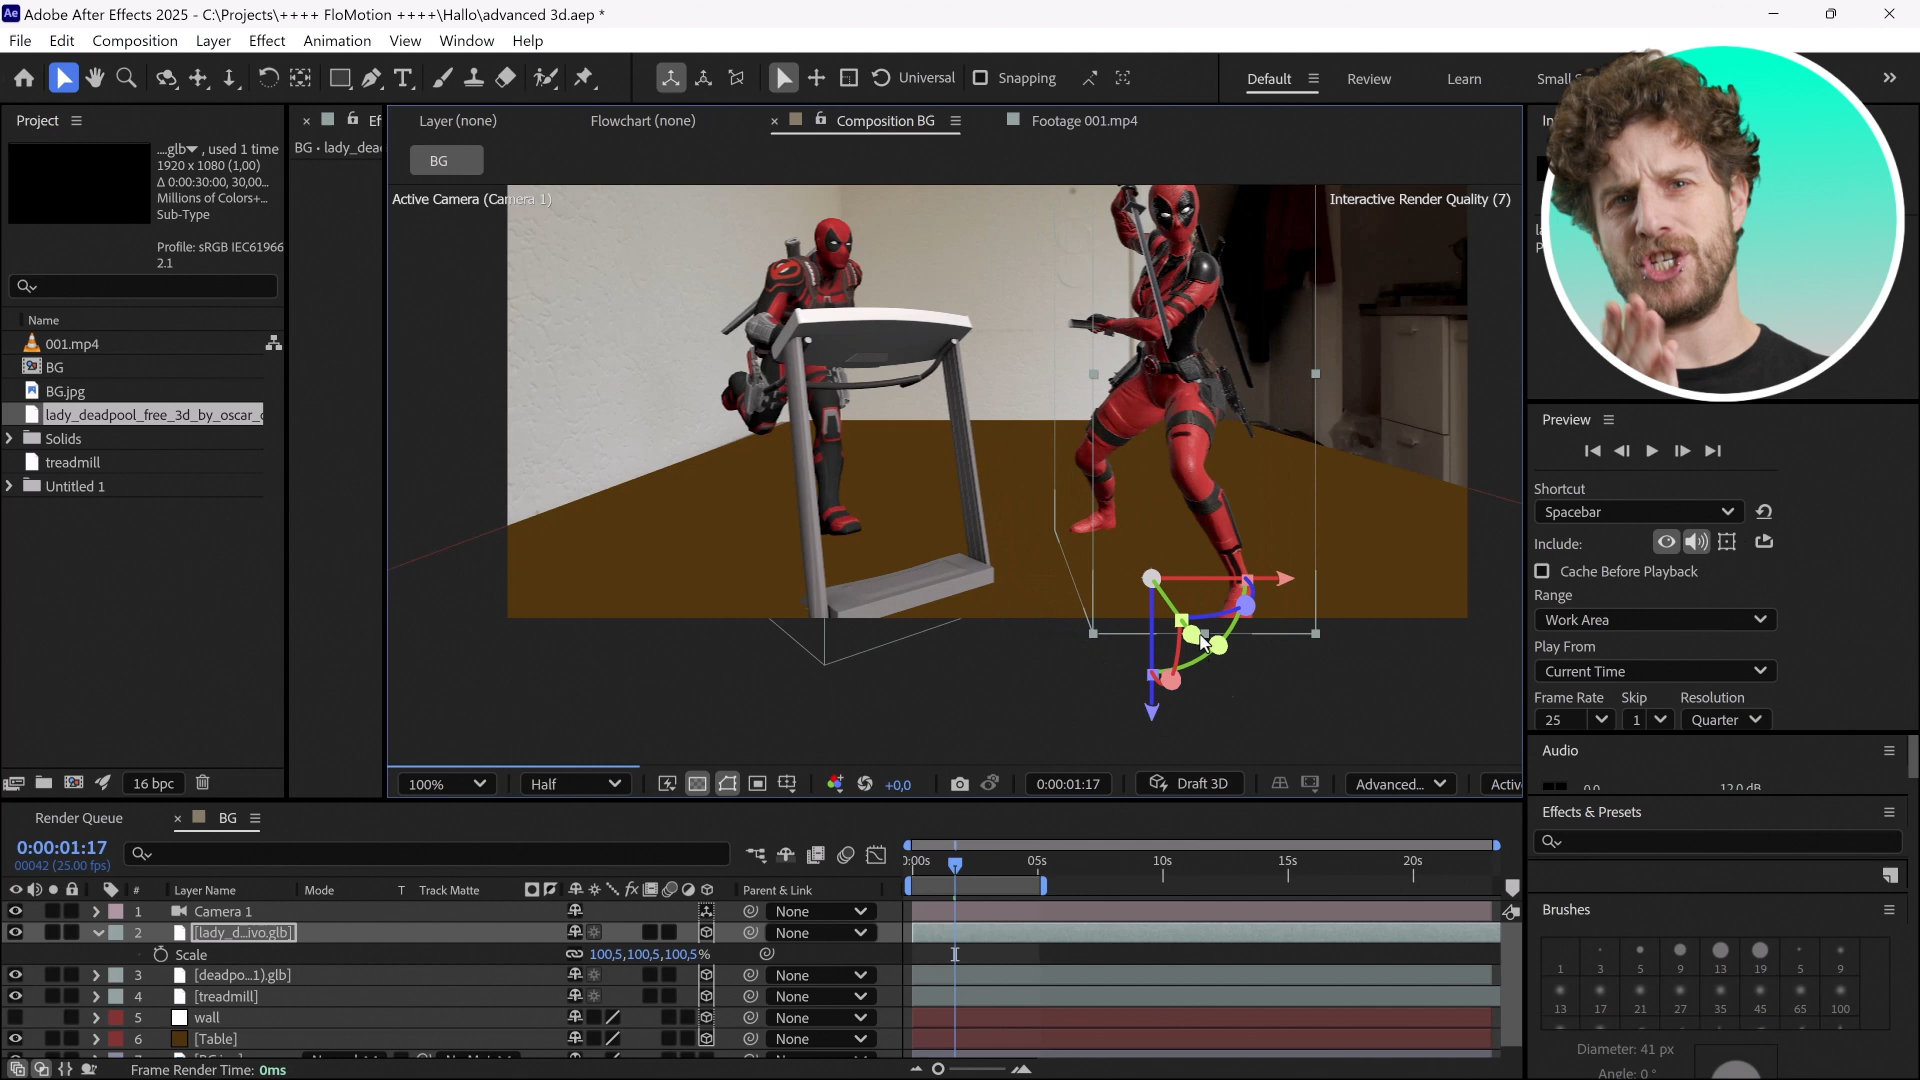 Ae Adobe After Effects 2025 - C:\Projects\++++ FloMotion ++++\Hallo\advanced 3d.aep *
File Edit Composition Layer Effect Animation View Window Help
Universal Snapping Default Review Learn
Project
Layer (none) Flowchart (none) Composition BG Footage 001.mp4
....glb, used 1 time
1920 x 1080 (1,00)
Δ 0:00:30:00, 30,00...
Millions of Colors+...
Sub-Type
Profile: sRGB IEC61966
2.1
BG • lady_dea
BG
Active Camera (Camera 1)
Interactive Render Quality (7)
Name
001.mp4
BG
BG.jpg
lady_deadpool_free_3d_by_oscar_
Solids
treadmill
Untitled 1
16 bpc
100% Half +0,0 0:00:01:17 Draft 3D Advanced... Activ
Preview
Shortcut
Spacebar
Include:
Cache Before Playback
Range
Work Area
Play From
Current Time
Frame Rate Skip Resolution
25 1 Quarter
Audio
0.0 12.0 dB
Effects & Presets
Brushes
1 3 5 9 13 19 5 9
13 17 21 27 35 45 65 100
Diameter: 41 px
Angle: 0 °
Render Queue BG
0:00:01:17
00042 (25.00 fps)
# Layer Name Mode T Track Matte Parent & Link
0:00s 05s 10s 15s 20s
1 Camera 1 None
2 [lady_d...ivo.glb] None
Scale 100,5,100,5,100,5%
3 [deadpo...1).glb] None
4 [treadmill] None
5 wall None
6 [Table] None
Frame Render Time: 0ms